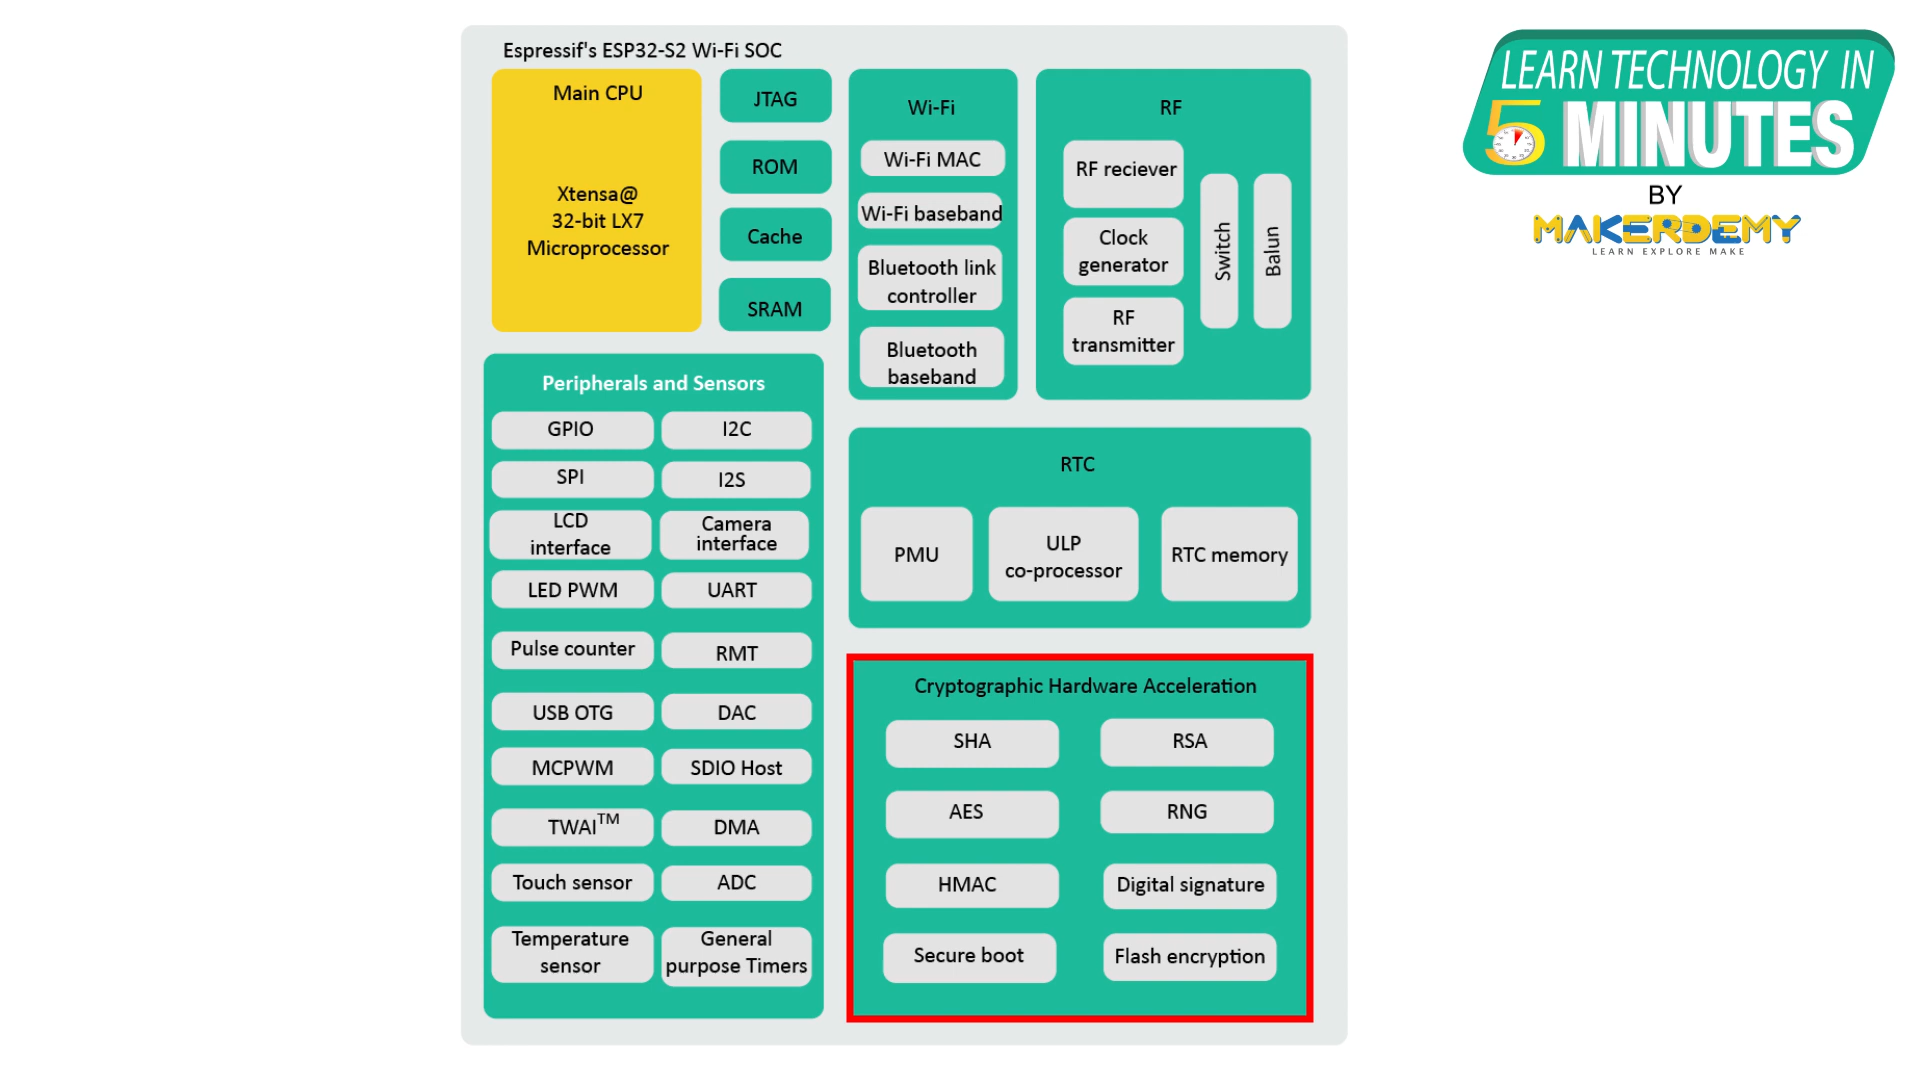 Espressif's ESP32-S2 Wi-Fi SOC
Main CPU
Xtensa@
32-bit LX7
Microprocessor
JTAG
ROM
Cache
SRAM
Wi-Fi
Wi-Fi MAC
Wi-Fi baseband
Bluetooth link
controller
Bluetooth
baseband
RF
RF reciever
Clock
generator
RF
transmitter
Switch
Balun
Peripherals and Sensors
GPIO
I2C
SPI
I2S
LCD
interface
Camera
interface
LED PWM
UART
Pulse counter
RMT
USB OTG
DAC
MCPWM
SDIO Host
TWAI™
DMA
Touch sensor
ADC
Temperature
sensor
General
purpose Timers
RTC
PMU
ULP
co-processor
RTC memory
Cryptographic Hardware Acceleration
SHA
RSA
AES
RNG
HMAC
Digital signature
Secure boot
Flash encryption
LEARN TECHNOLOGY IN
5 MINUTES
BY
MAKERDEMY
LEARN EXPLORE MAKE